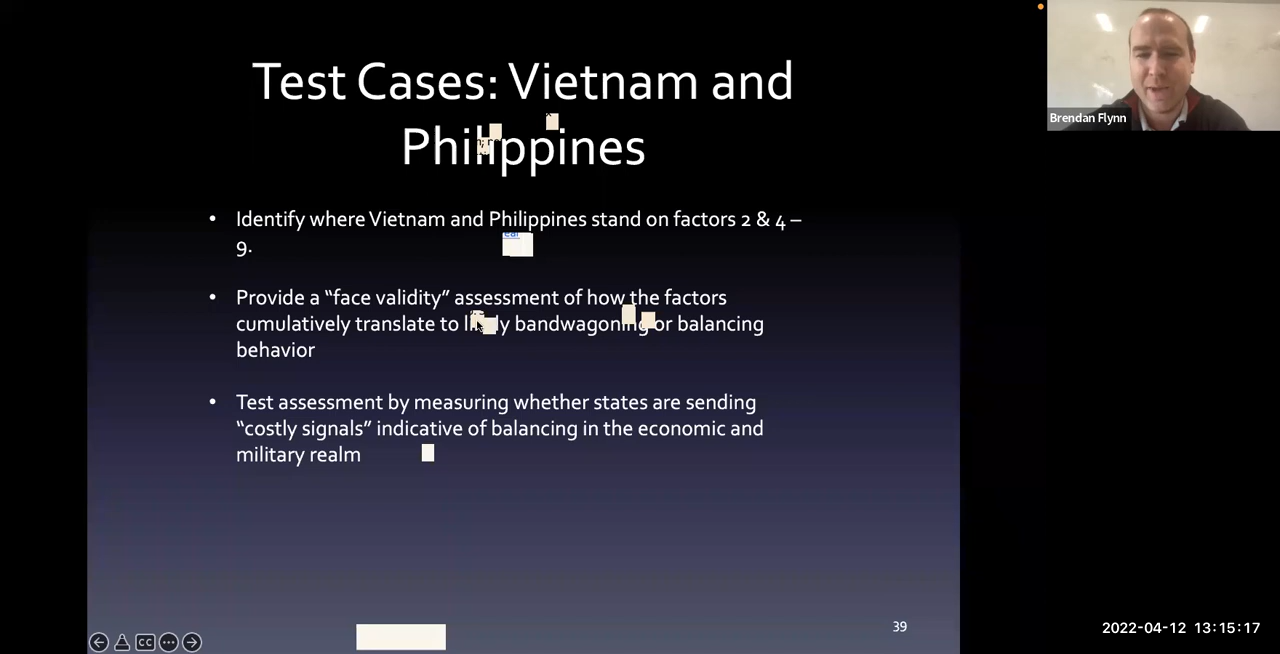 Test Cases: Vietnam and
Philippines
• Identify where Vietnam and Philippines stand on factors 2 & 4 –
9.
• Provide a “face validity” assessment of how the factors
cumulatively translate to likely bandwagoning or balancing
behavior
• Test assessment by measuring whether states are sending
“costly signals” indicative of balancing in the economic and
military realm
39
CC
Brendan Flynn
2022-04-12 13:15:17